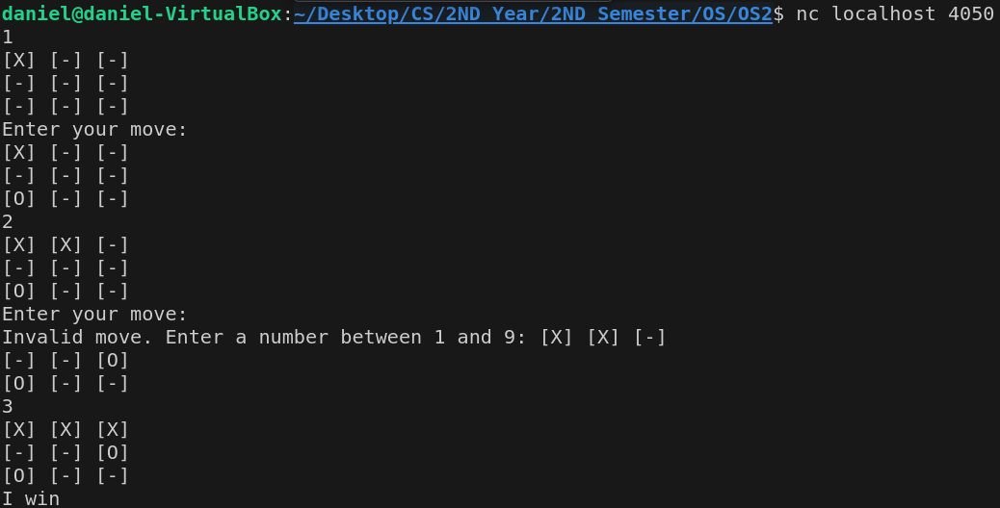 daniel@daniel-VirtualBox:~/Desktop/CS/2ND Year/2ND Semester/OS/OS2$ nc localhost 4050
1
[X] [-] [-]
[-] [-] [-]
[-] [-] [-]
Enter your move:
[X] [-] [-]
[-] [-] [-]
[O] [-] [-]
2
[X] [X] [-]
[-] [-] [-]
[O] [-] [-]
Enter your move:
Invalid move. Enter a number between 1 and 9: [X] [X] [-]
[-] [-] [O]
[O] [-] [-]
3
[X] [X] [X]
[-] [-] [O]
[O] [-] [-]
I win